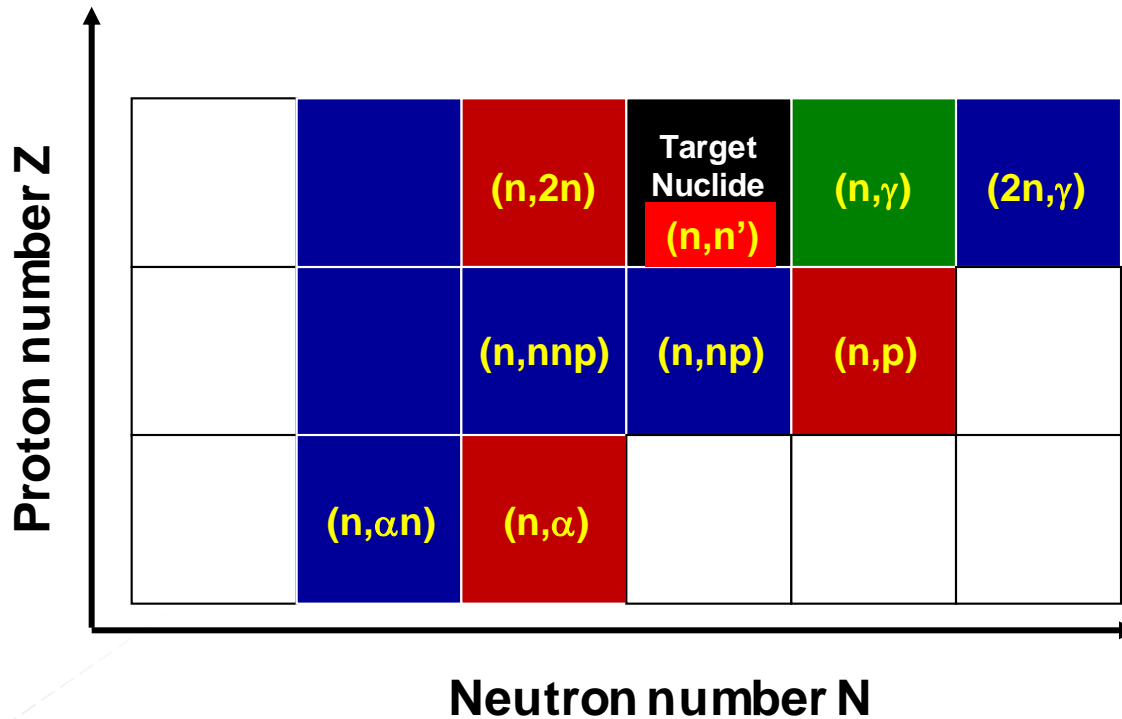 Proton number Z
Target
Nuclide
(n,2n)
(n,n’)
(n,γ)
(2n,γ)
(n,nnp)
(n,np)
(n,p)
(n,αn)
(n,α)
Neutron number N